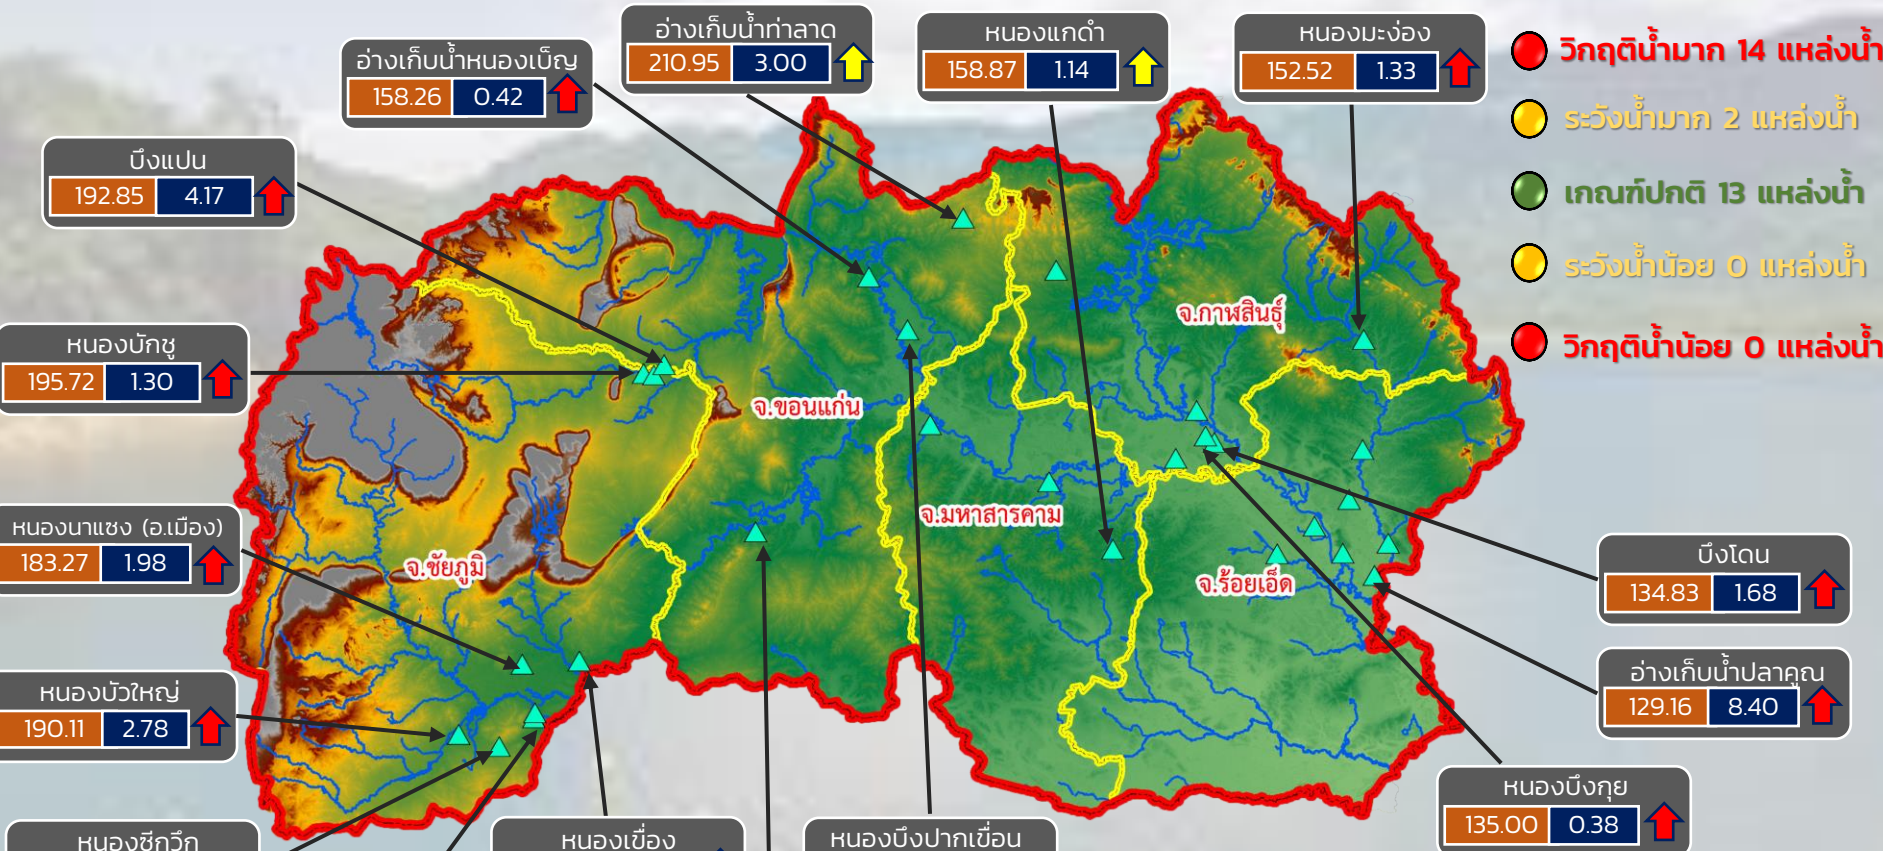 อ่างเก็บน้ำท่าลาด
210.95 3.00
หนองแกดำ
158.87 1.14
หนองมะง่อง
152.52 1.33
อ่างเก็บน้ำหนองเบ็ญ
158.26 0.42
วิกฤติน้ำมาก 14 แหล่งน้ำ
ระวังน้ำมาก 2 แหล่งน้ำ
เกณฑ์ปกติ 13 แหล่งน้ำ
ระวังน้ำน้อย 0 แหล่งน้ำ
วิกฤติน้ำน้อย 0 แหล่งน้ำ
บึงแปน
192.85 4.17
หนองบักชู
195.72 1.30
จ.กาฬสินธุ์
จ.ขอนแก่น
หนองนาแซง (อ.เมือง)
183.27 1.98
จ.ชัยภูมิ
จ.มหาสารคาม
จ.ร้อยเอ็ด
บึงโดน
134.83 1.68
อ่างเก็บน้ำปลาคูณ
129.16 8.40
หนองบัวใหญ่
190.11 2.78
หนองบึงกุย
135.00 0.38
หนองซีกวึก
หนองเขื่อง
หนองบึงปากเขื่อน